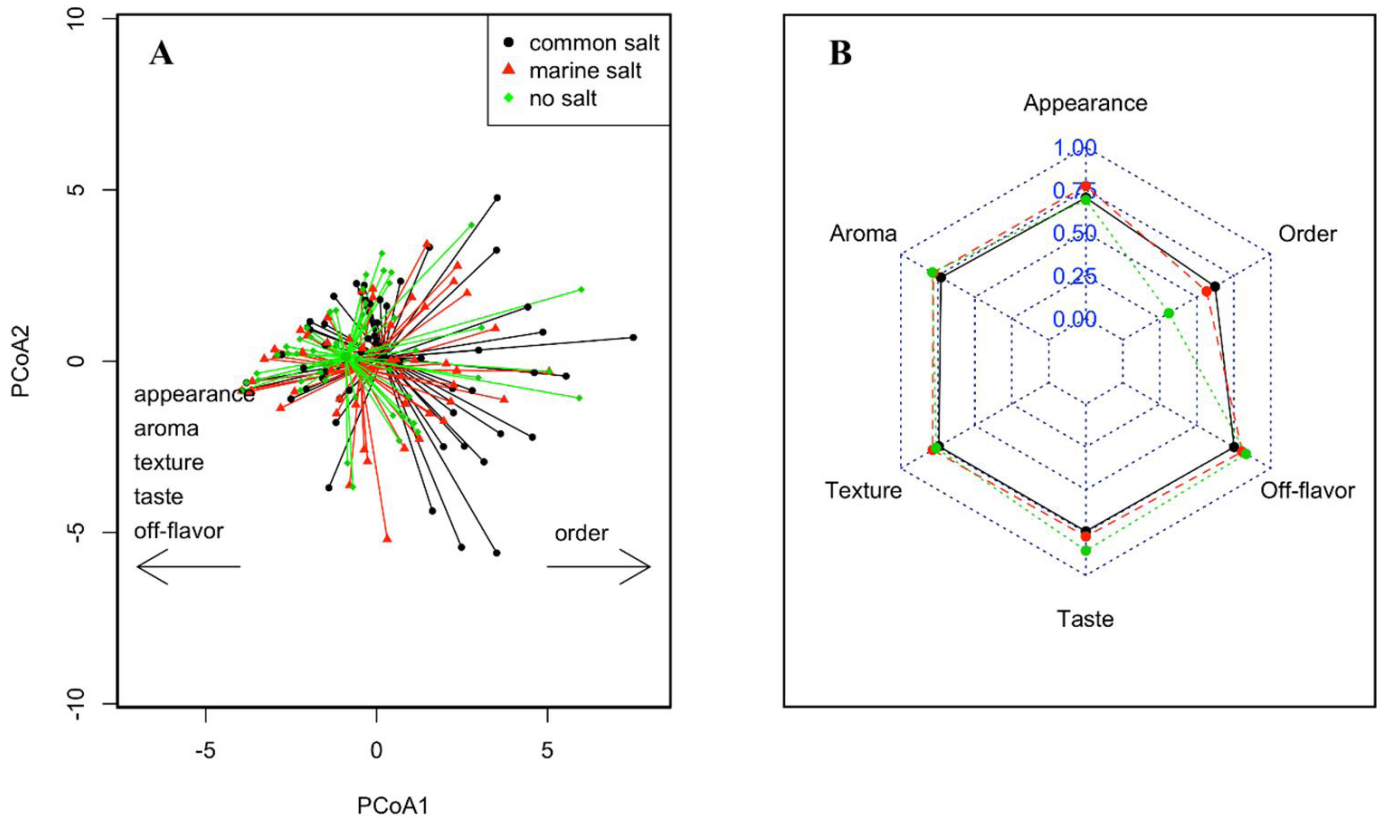 A
common salt
marine salt
no salt
10
5
0
-5
-10
PCoA2
appearance
aroma
texture
taste
off-flavor
order
-5
0
5
PCoA1
B
Appearance
1.00
0.75
0.50
0.25
0.00
Aroma
Order
Texture
Off-flavor
Taste